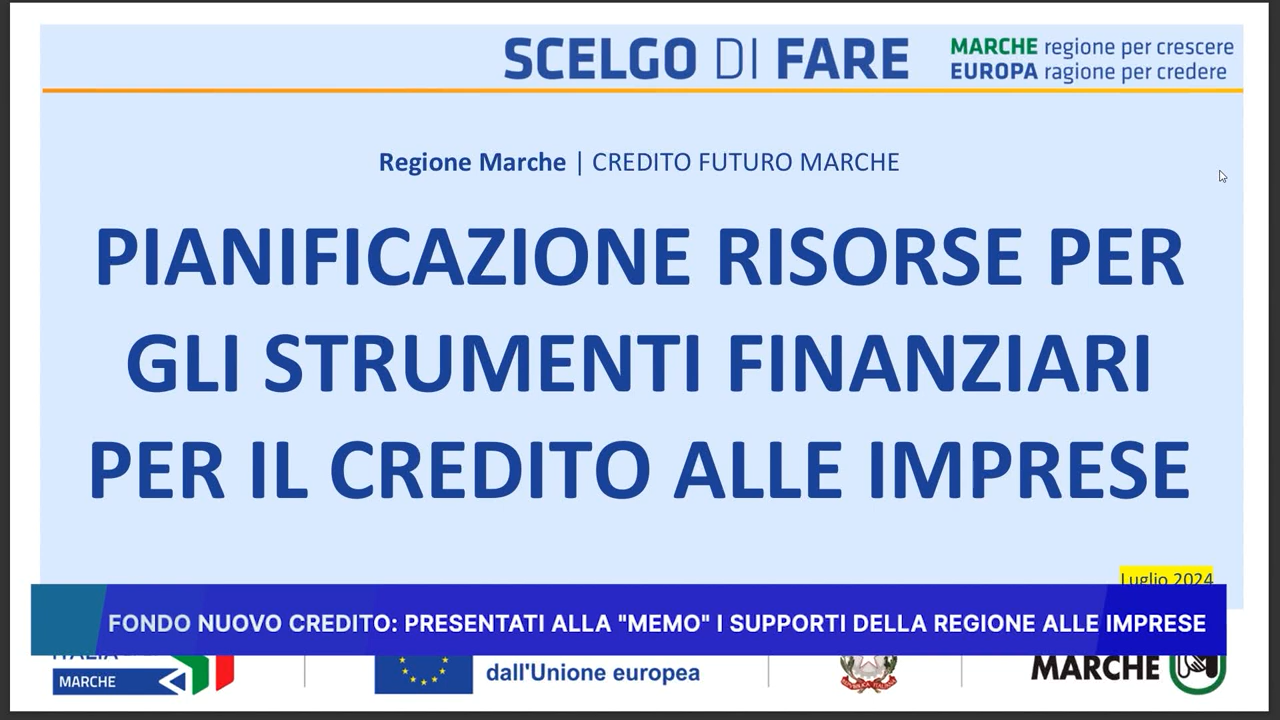 SCELGO DI FARE
MARCHE regione per crescere
EUROPA ragione per credere
Regione Marche | CREDITO FUTURO MARCHE
PIANIFICAZIONE RISORSE PER
GLI STRUMENTI FINANZIARI
PER IL CREDITO ALLE IMPRESE
Luglio 2024
FONDO NUOVO CREDITO: PRESENTATI ALLA "MEMO" I SUPPORTI DELLA REGIONE ALLE IMPRESE
ITALIA
MARCHE
dall'Unione europea
MARCHE